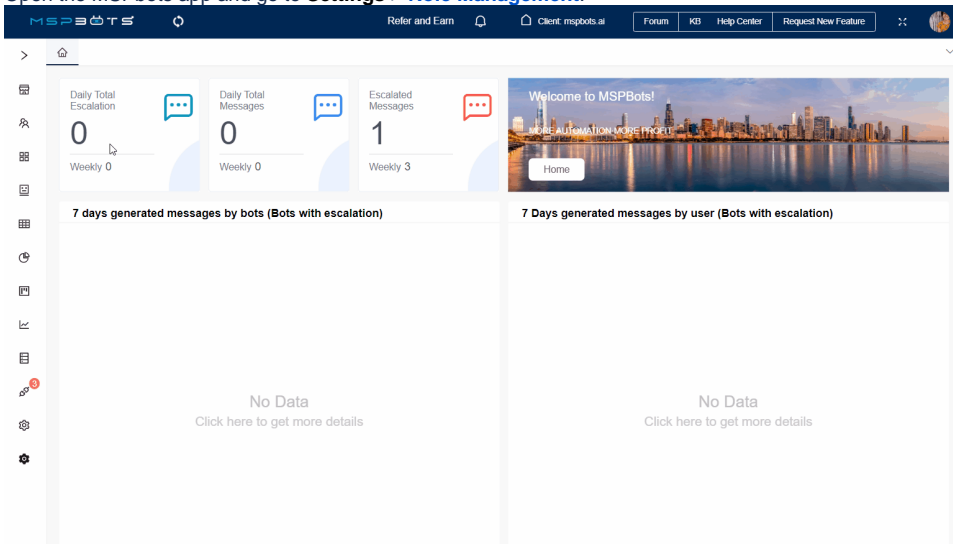 Open the MSPbots app and go to Settings > Role Management.
MSPBOTS
Refer and Earn
Client: mspbots.ai
Forum
KB
Help Center
Request New Feature
Daily Total
Escalation
0
Weekly 0
Daily Total
Messages
0
Weekly 0
Escalated
Messages
1
Weekly 3
Welcome to MSPBots!
MORE AUTOMATION MORE PROFIT
Home
3
7 days generated messages by bots (Bots with escalation)
No Data
Click here to get more details
7 Days generated messages by user (Bots with escalation)
No Data
Click here to get more details